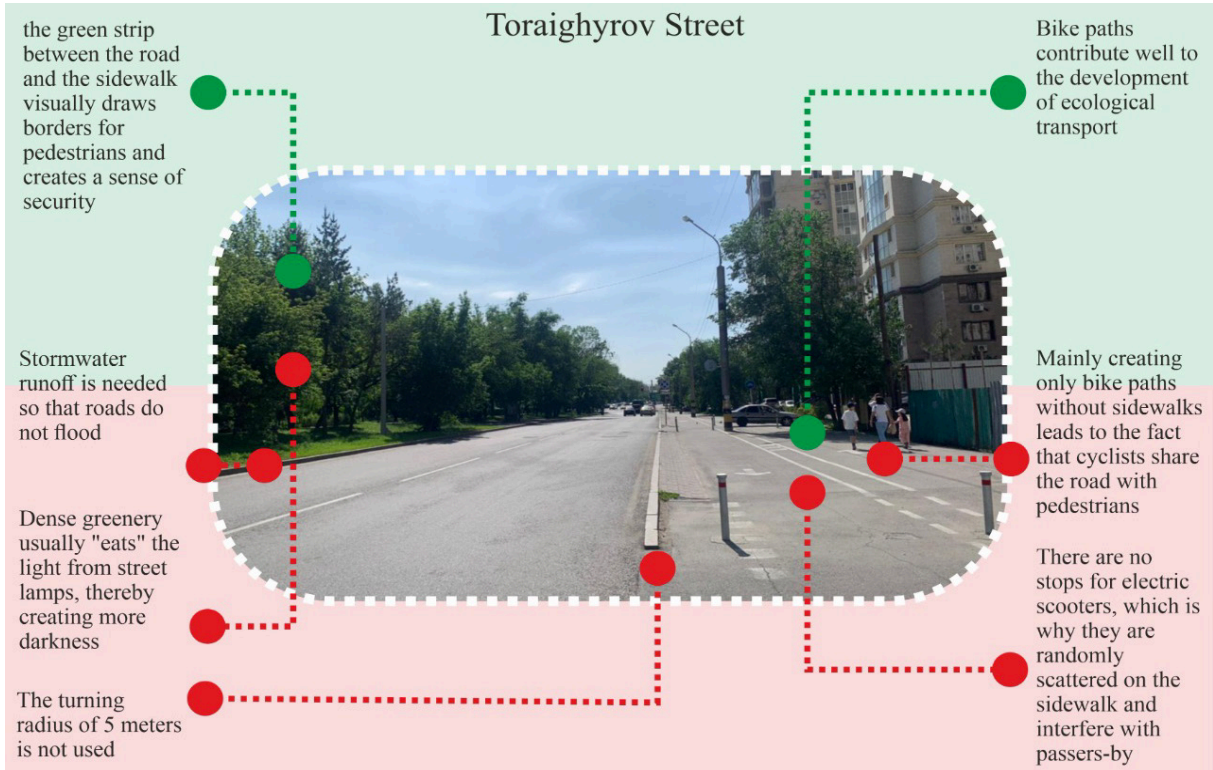 Toraighyrov Street
the green strip
between the road
and the sidewalk
visually draws
borders for
pedestrians and
creates a sense of
security
Bike paths
contribute well to
the development
of ecological
transport
Stormwater
runoff is needed
so that roads do
not flood
Mainly creating
only bike paths
without sidewalks
leads to the fact
that cyclists share
the road with
pedestrians
Dense greenery
usually "eats" the
light from street
lamps, thereby
creating more
darkness
There are no
stops for electric
scooters, which is
why they are
randomly
scattered on the
sidewalk and
interfere with
passers-by
The turning
radius of 5 meters
is not used